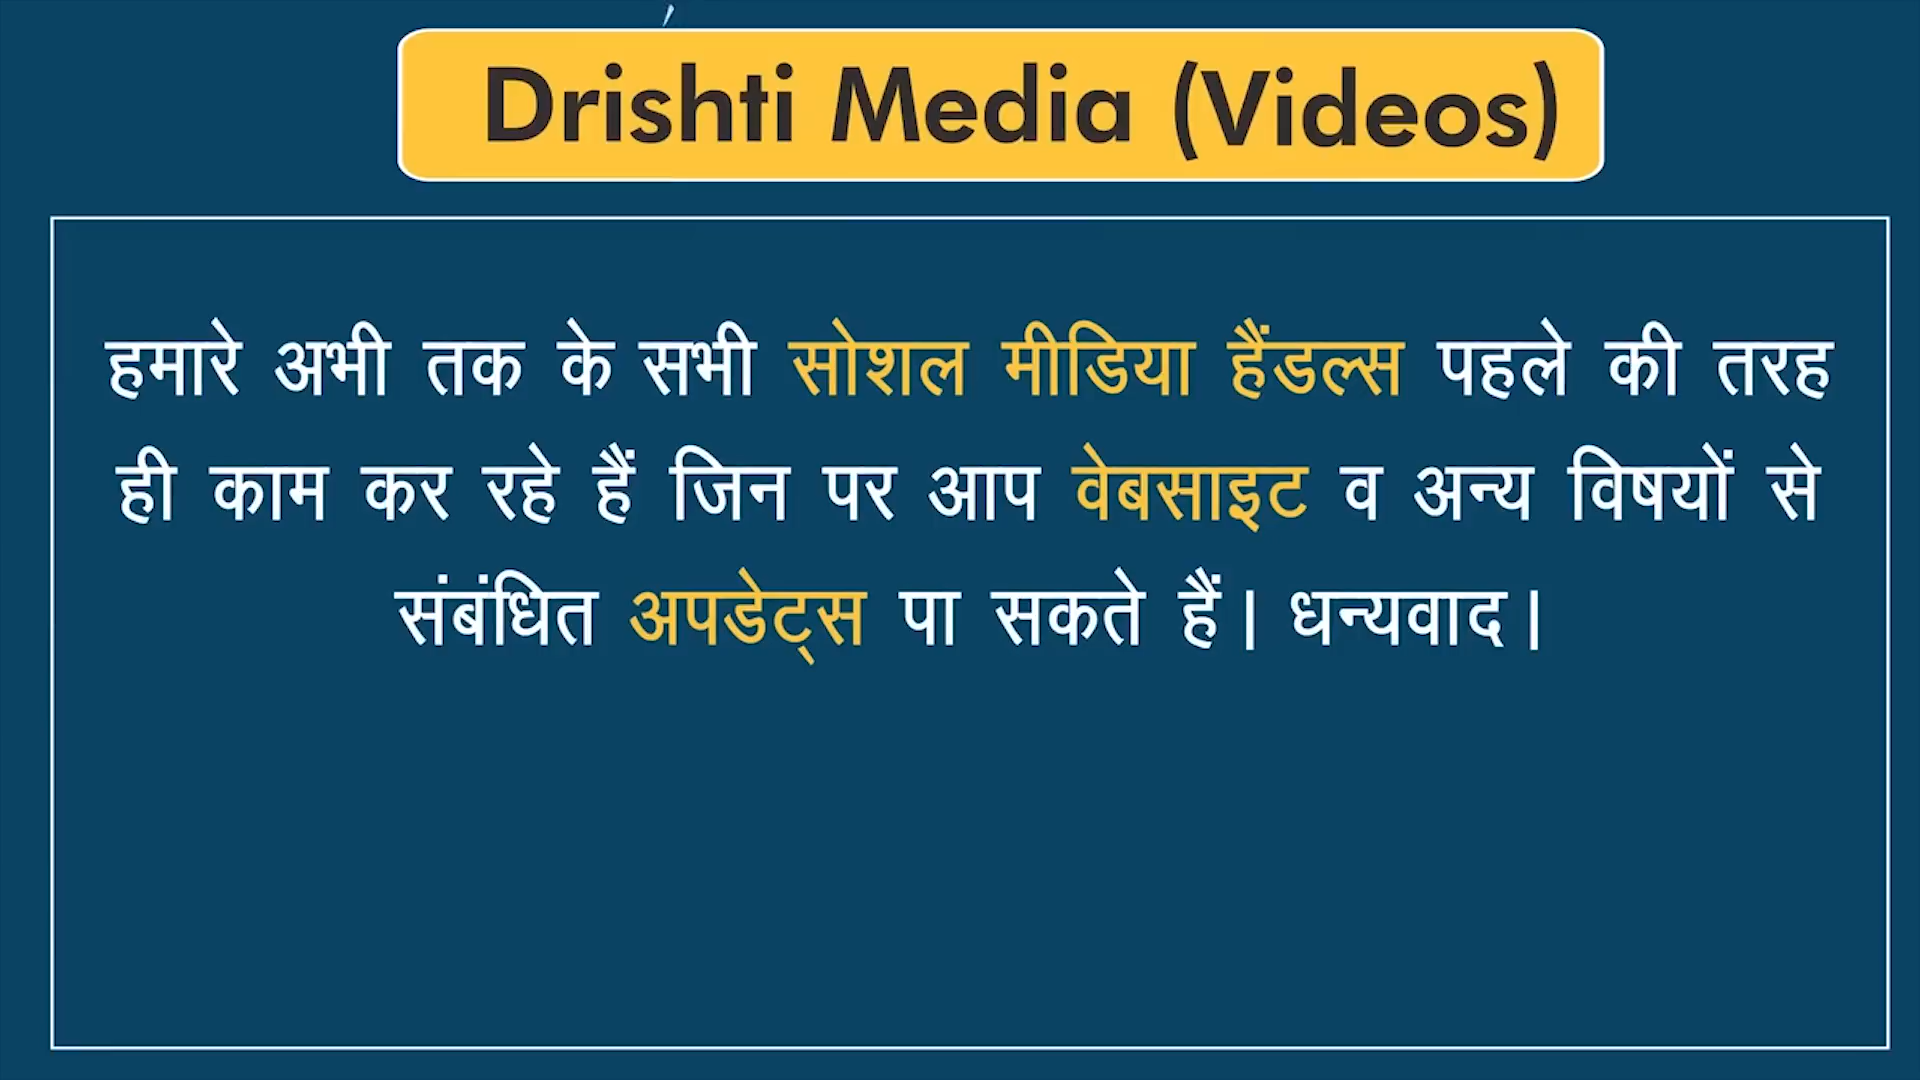 Drishti Media (Videos)
हमारे अभी तक के सभी सोशल मीडिया हैंडल्स पहले की तरह
ही काम कर रहे हैं जिन पर आप वेबसाइट व अन्य विषयों से
संबंधित अपडेट्स पा सकते हैं। धन्यवाद।